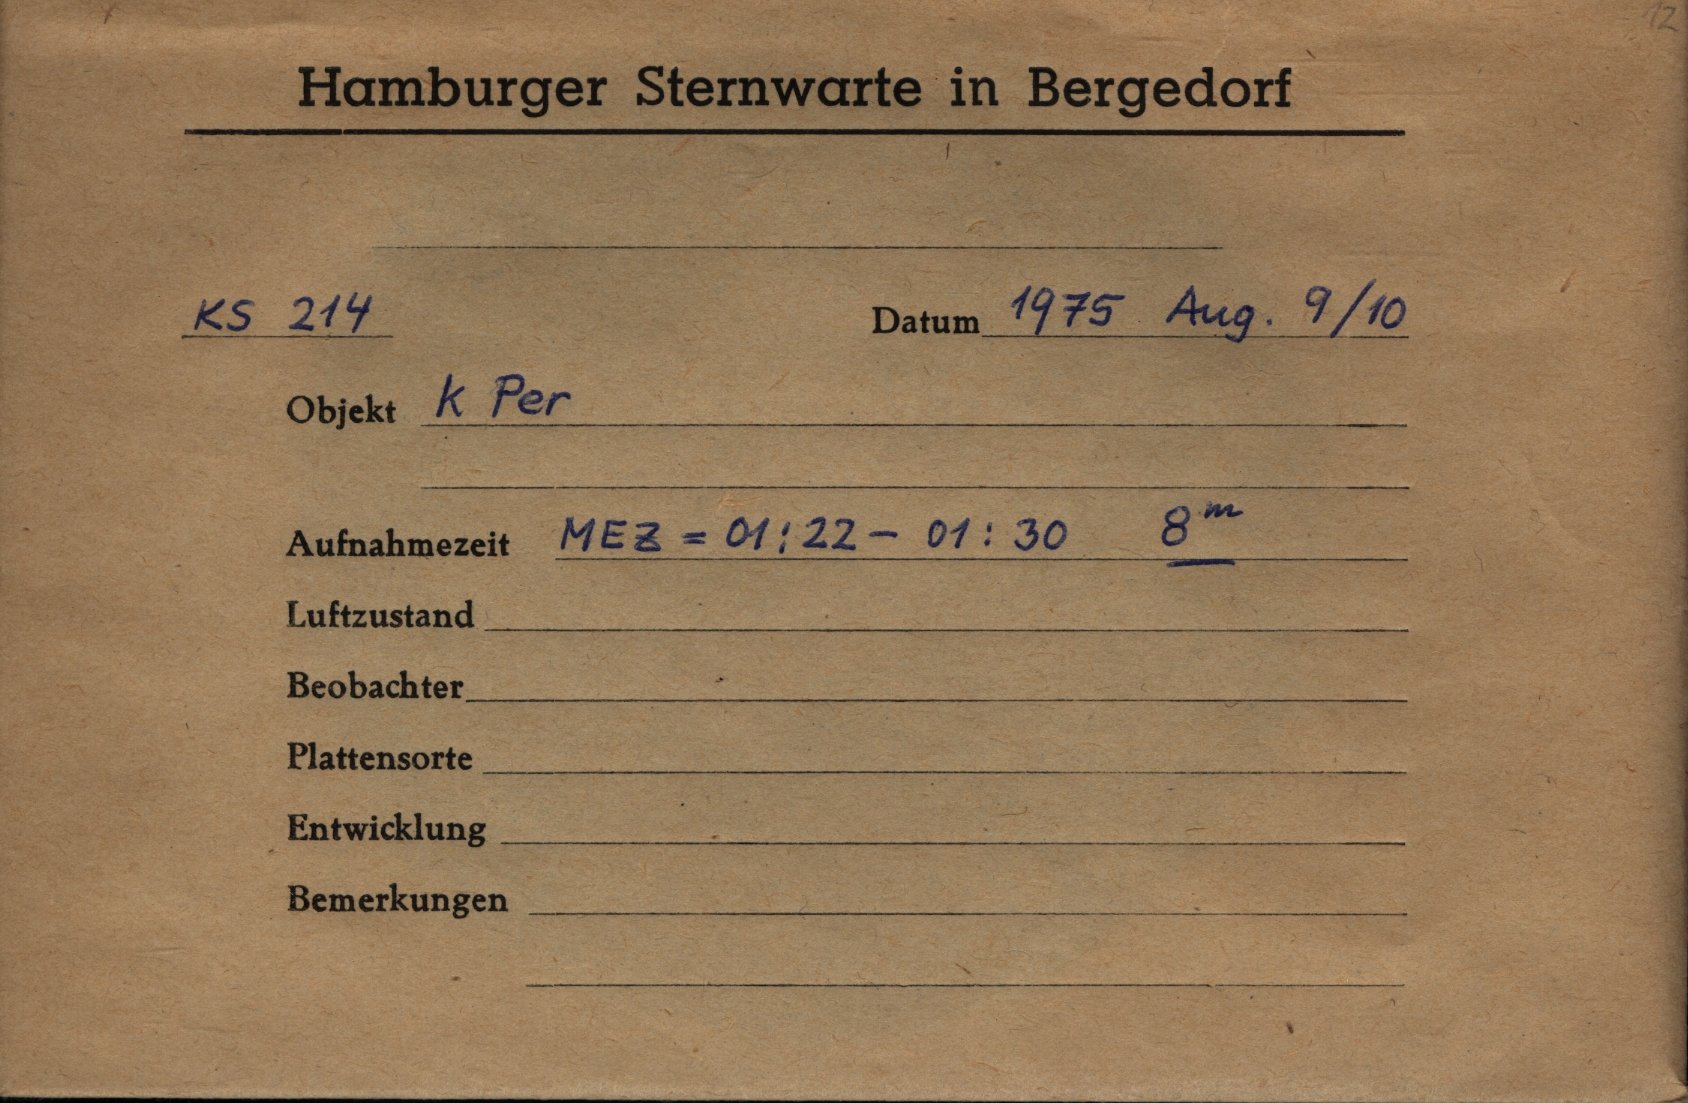 12
Hamburger Sternwarte in Bergedorf
KS 214 Datum 1975 Aug. 9/10
Objekt k Per
Aufnahmezeit MEZ = 01:22 – 01:30 8ᵐ
Luftzustand
Beobachter
Plattensorte
Entwicklung
Bemerkungen